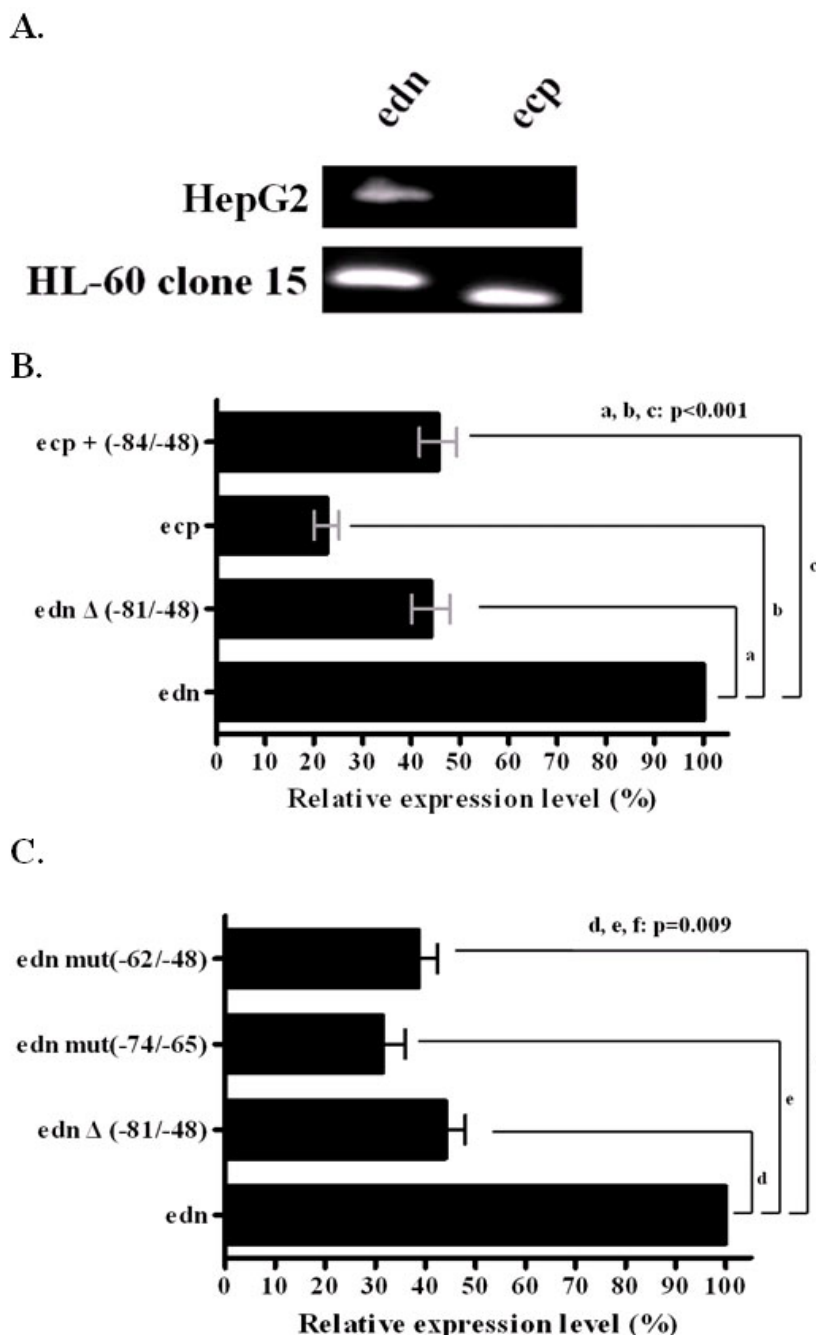 A.
edn ecp
HepG2
HL-60 clone 15
B.
a, b, c: p<0.001
ecp + (-84/-48)
ecp
edn Δ (-81/-48)
edn
a
b
c
0 10 20 30 40 50 60 70 80 90 100
Relative expression level (%)
C.
d, e, f: p=0.009
edn mut(-62/-48)
edn mut(-74/-65)
edn Δ (-81/-48)
edn
d
e
0 10 20 30 40 50 60 70 80 90 100
Relative expression level (%)